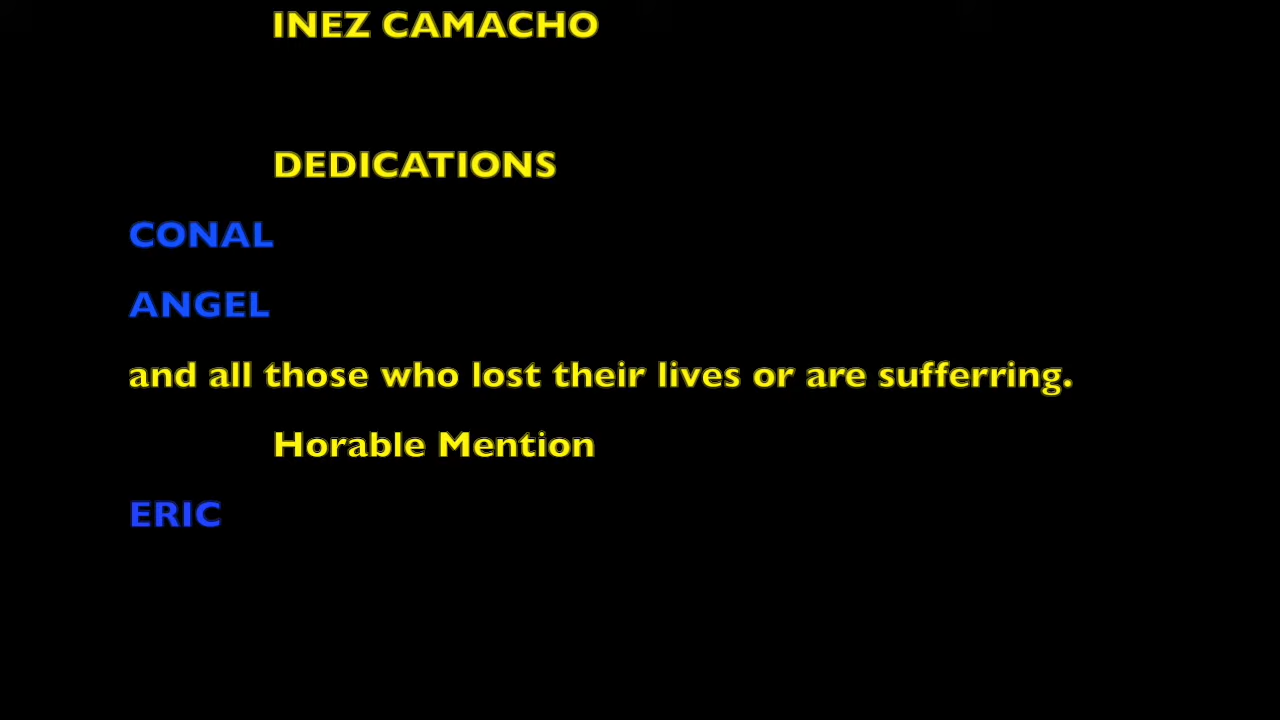 INEZ CAMACHO
DEDICATIONS
CONAL
ANGEL
and all those who lost their lives or are sufferring.
Horable Mention
ERIC